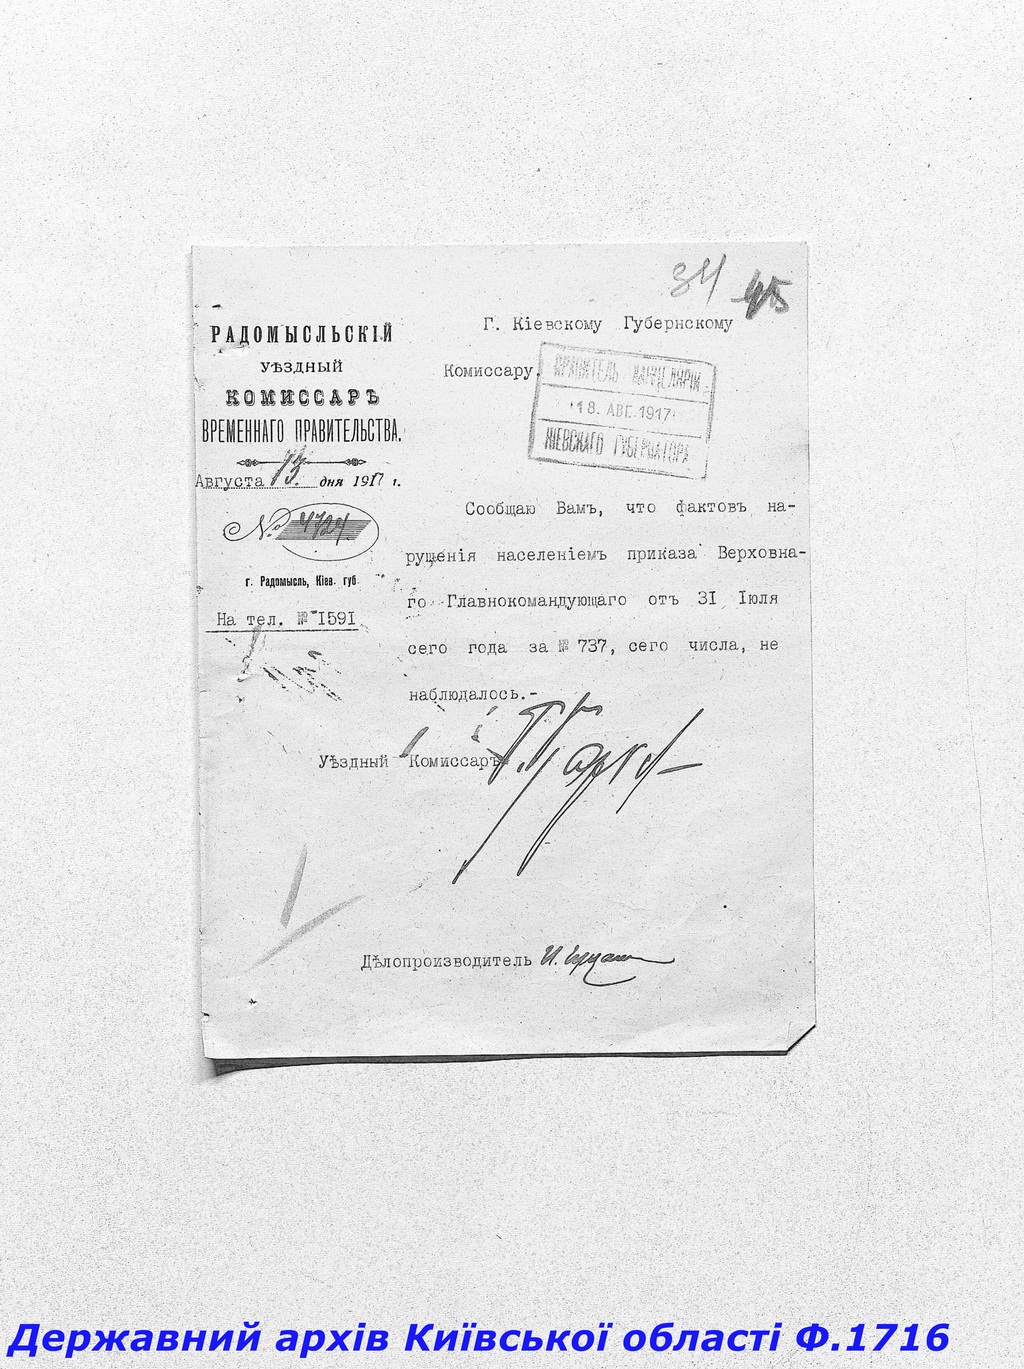 34 45
РАДОМЫСЛЬСКІЙ
УѢЗДНЫЙ
КОМИССАРЪ
ВРЕМЕННАГО ПРАВИТЕЛЬСТВА.
Августа 13 дня 1917 г.
№ 4724
г. Радомысль, Кіев. губ.
На тел. № 1591
Г. Кіевскому Губернскому
Комиссару.
ПРАВИТЕЛЬ КАНЦЕЛЯРІИ
18. АВГ. 1917
КІЕВСКАГО ГУБЕРНАТОРА
Сообщаю Вамъ, что фактовъ на-
рушенія населеніемъ приказа Верховна-
го Главнокомандующаго отъ 31 Іюля
сего года за № 737, сего числа, не
наблюдалось.-
Уѣздный Комиссаръ
Дѣлопроизводитель
Державний архів Київської області Ф.1716